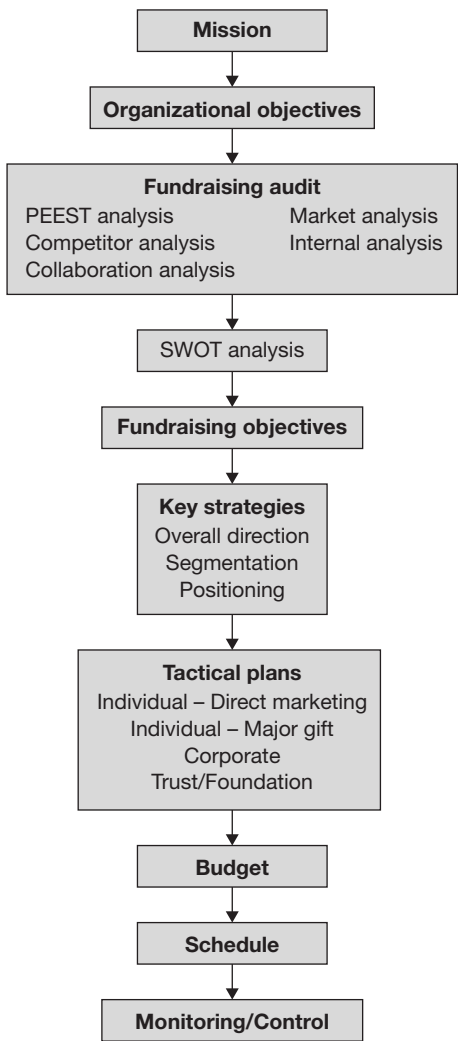 Mission
Organizational objectives
Fundraising audit
PEEST analysis Market analysis
Competitor analysis Internal analysis
Collaboration analysis
SWOT analysis
Fundraising objectives
Key strategies
Overall direction
Segmentation
Positioning
Tactical plans
Individual – Direct marketing
Individual – Major gift
Corporate
Trust/Foundation
Budget
Schedule
Monitoring/Control